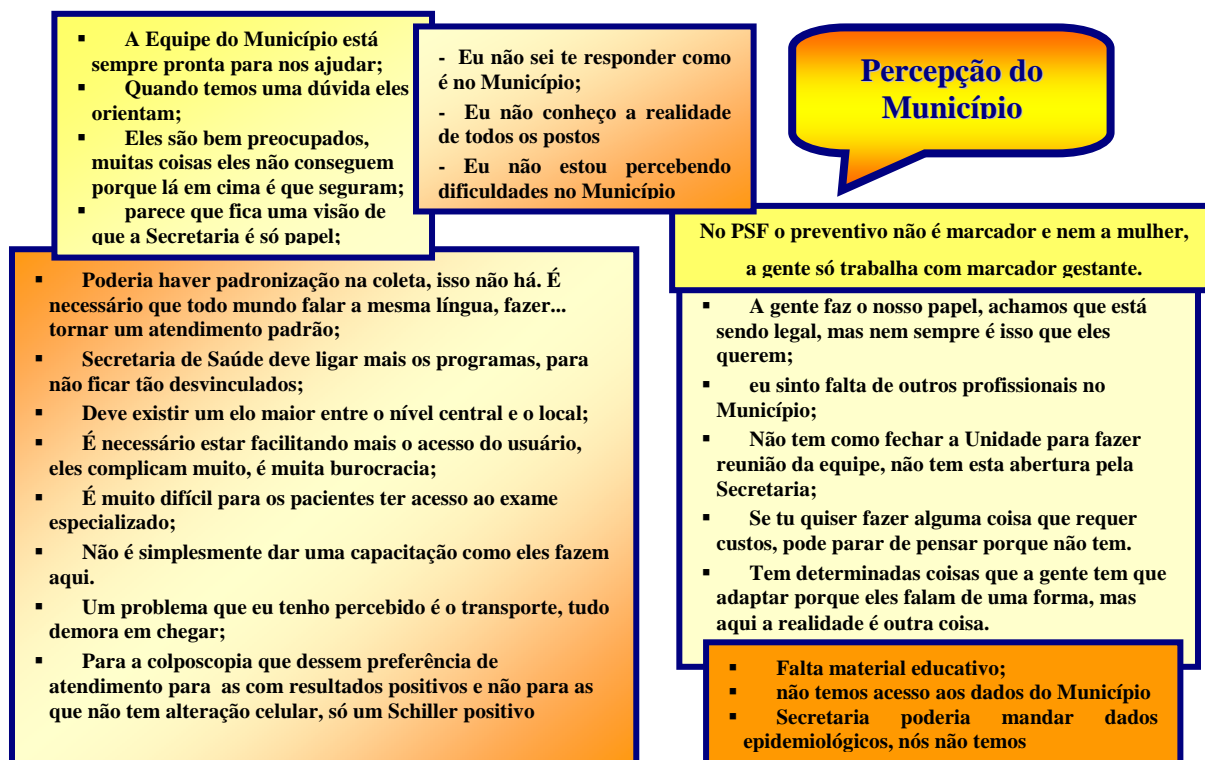 ▪ A Equipe do Município está
sempre pronta para nos ajudar;
▪ Quando temos uma dúvida eles
orientam;
▪ Eles são bem preocupados,
muitas coisas eles não conseguem
porque lá em cima é que seguram;
▪ parece que fica uma visão de
que a Secretaria é só papel;
- Eu não sei te responder como
é no Município;
- Eu não conheço a realidade
de todos os postos
- Eu não estou percebendo
dificuldades no Município
Percepção do
Município
No PSF o preventivo não é marcador e nem a mulher,
a gente só trabalha com marcador gestante.
▪ Poderia haver padronização na coleta, isso não há. É
necessário que todo mundo falar a mesma língua, fazer...
tornar um atendimento padrão;
▪ Secretaria de Saúde deve ligar mais os programas, para
não ficar tão desvinculados;
▪ Deve existir um elo maior entre o nível central e o local;
▪ É necessário estar facilitando mais o acesso do usuário,
eles complicam muito, é muita burocracia;
▪ É muito difícil para os pacientes ter acesso ao exame
especializado;
▪ Não é simplesmente dar uma capacitação como eles fazem
aqui.
▪ Um problema que eu tenho percebido é o transporte, tudo
demora em chegar;
▪ Para a colposcopia que dessem preferência de
atendimento para as com resultados positivos e não para as
que não tem alteração celular, só um Schiller positivo
▪ A gente faz o nosso papel, achamos que está
sendo legal, mas nem sempre é isso que eles
querem;
▪ eu sinto falta de outros profissionais no
Município;
▪ Não tem como fechar a Unidade para fazer
reunião da equipe, não tem esta abertura pela
Secretaria;
▪ Se tu quiser fazer alguma coisa que requer
custos, pode parar de pensar porque não tem.
▪ Tem determinadas coisas que a gente tem que
adaptar porque eles falam de uma forma, mas
aqui a realidade é outra coisa.
▪ Falta material educativo;
▪ não temos acesso aos dados do Município
▪ Secretaria poderia mandar dados
epidemiológicos, nós não temos